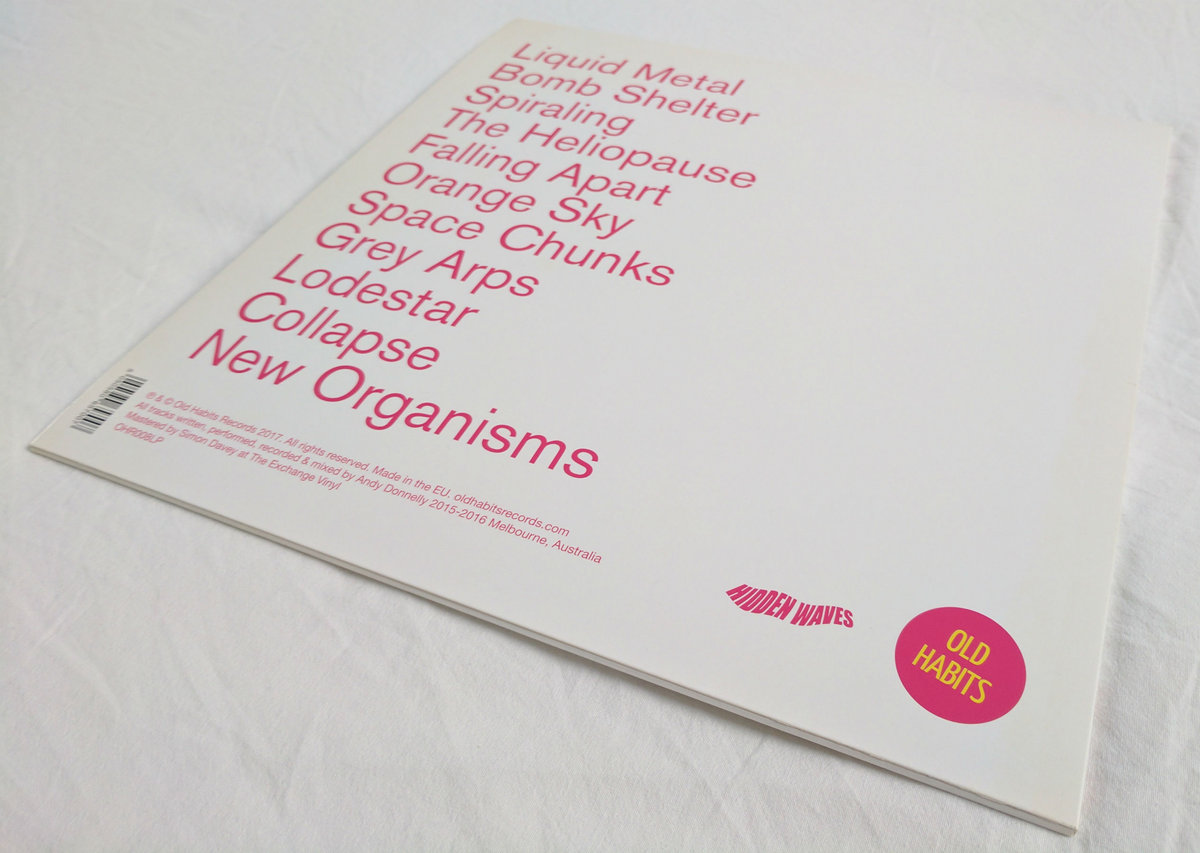 Liquid Metal
Bomb Shelter
Spiraling
The Heliopause
Falling Apart
Orange Sky
Space Chunks
Grey Arps
Lodestar
Collapse
New Organisms
℗ & © Old Habits Records 2017. All rights reserved. Made in the EU. oldhabitsrecords.com
All tracks written, performed, recorded & mixed by Andy Donnelly 2015-2016 Melbourne, Australia
Mastered by Simon Davey at The Exchange Vinyl
OHR008LP
HIDDEN WAVES
OLD
HABITS